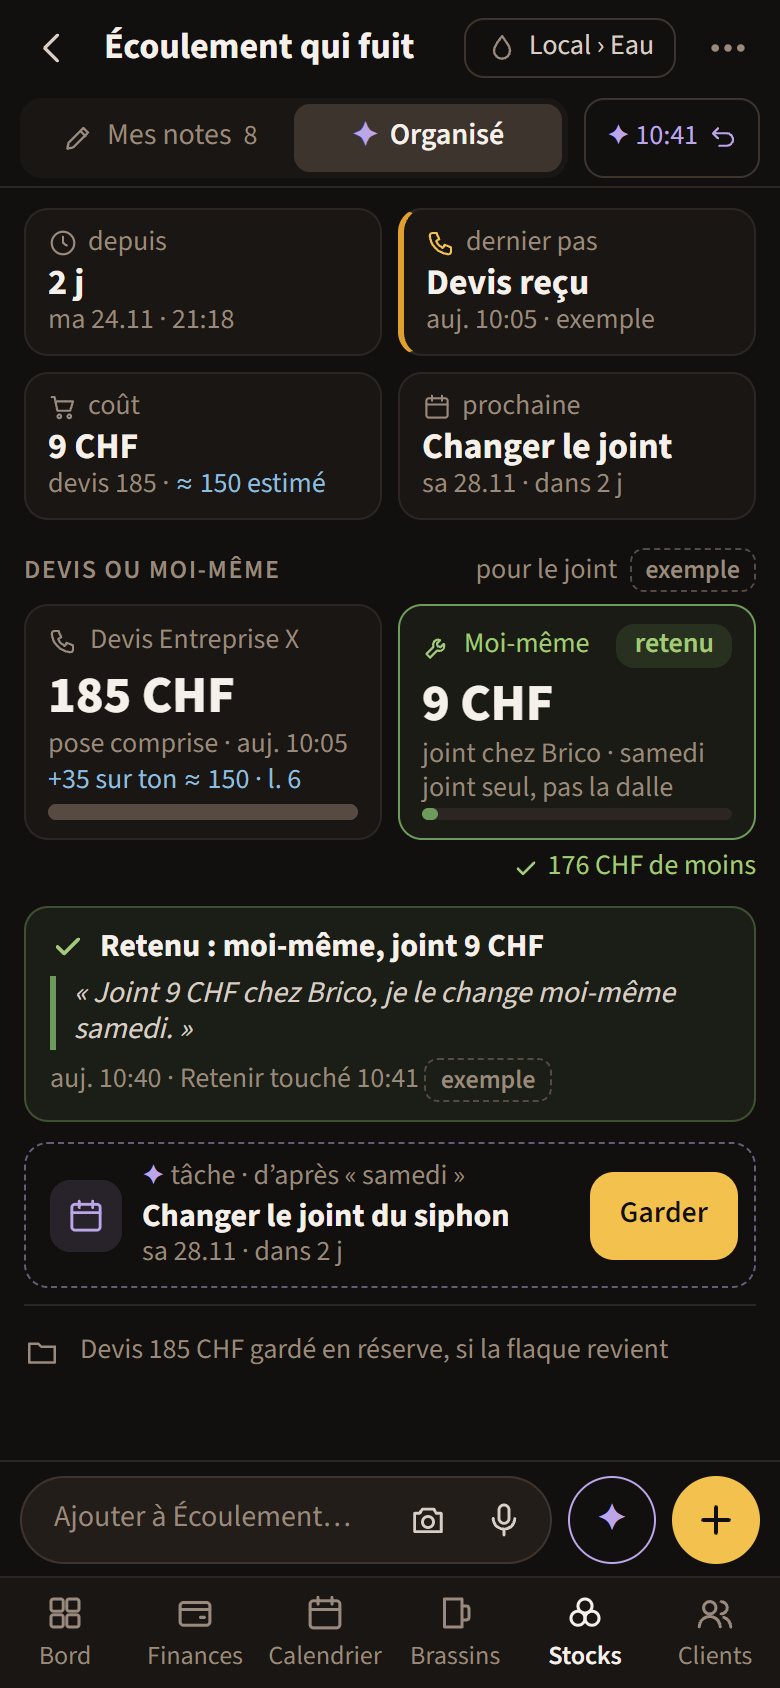 Écoulement qui fuit
Local › Eau
Mes notes 8
Organisé
10:41
depuis
2 j
ma 24.11 · 21:18
dernier pas
Devis reçu
auj. 10:05 · exemple
coût
9 CHF
devis 185 · ≈ 150 estimé
prochaine
Changer le joint
sa 28.11 · dans 2 j
DEVIS OU MOI-MÊME
pour le joint exemple
Devis Entreprise X
185 CHF
pose comprise · auj. 10:05
+35 sur ton ≈ 150 · l. 6
Moi-même retenu
9 CHF
joint chez Brico · samedi
joint seul, pas la dalle
176 CHF de moins
Retenu : moi-même, joint 9 CHF
« Joint 9 CHF chez Brico, je le change moi-même
samedi. »
auj. 10:40 · Retenir touché 10:41 exemple
tâche · d’après « samedi »
Changer le joint du siphon
sa 28.11 · dans 2 j
Garder
Devis 185 CHF gardé en réserve, si la flaque revient
Ajouter à Écoulement…
Bord
Finances
Calendrier
Brassins
Stocks
Clients